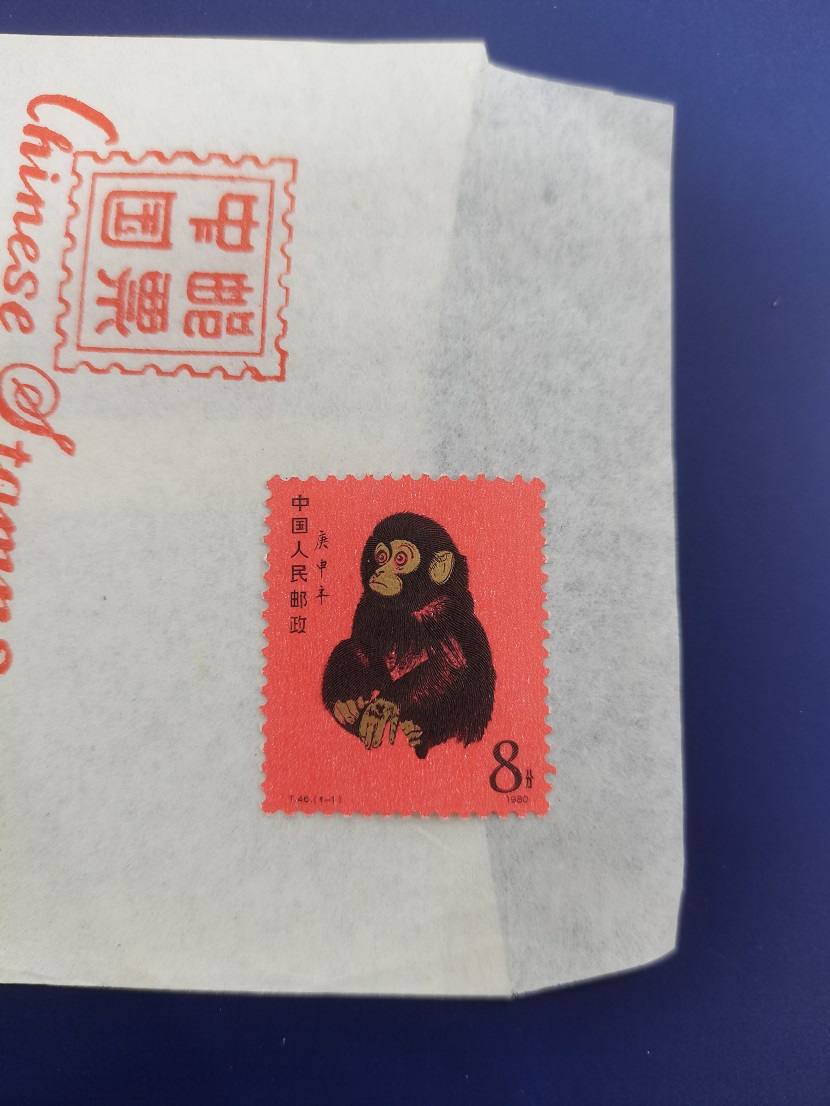 Chinese Stamps
中国
邮票
中国人民邮政
庚申年
8分
T.46.(1-1)
1980